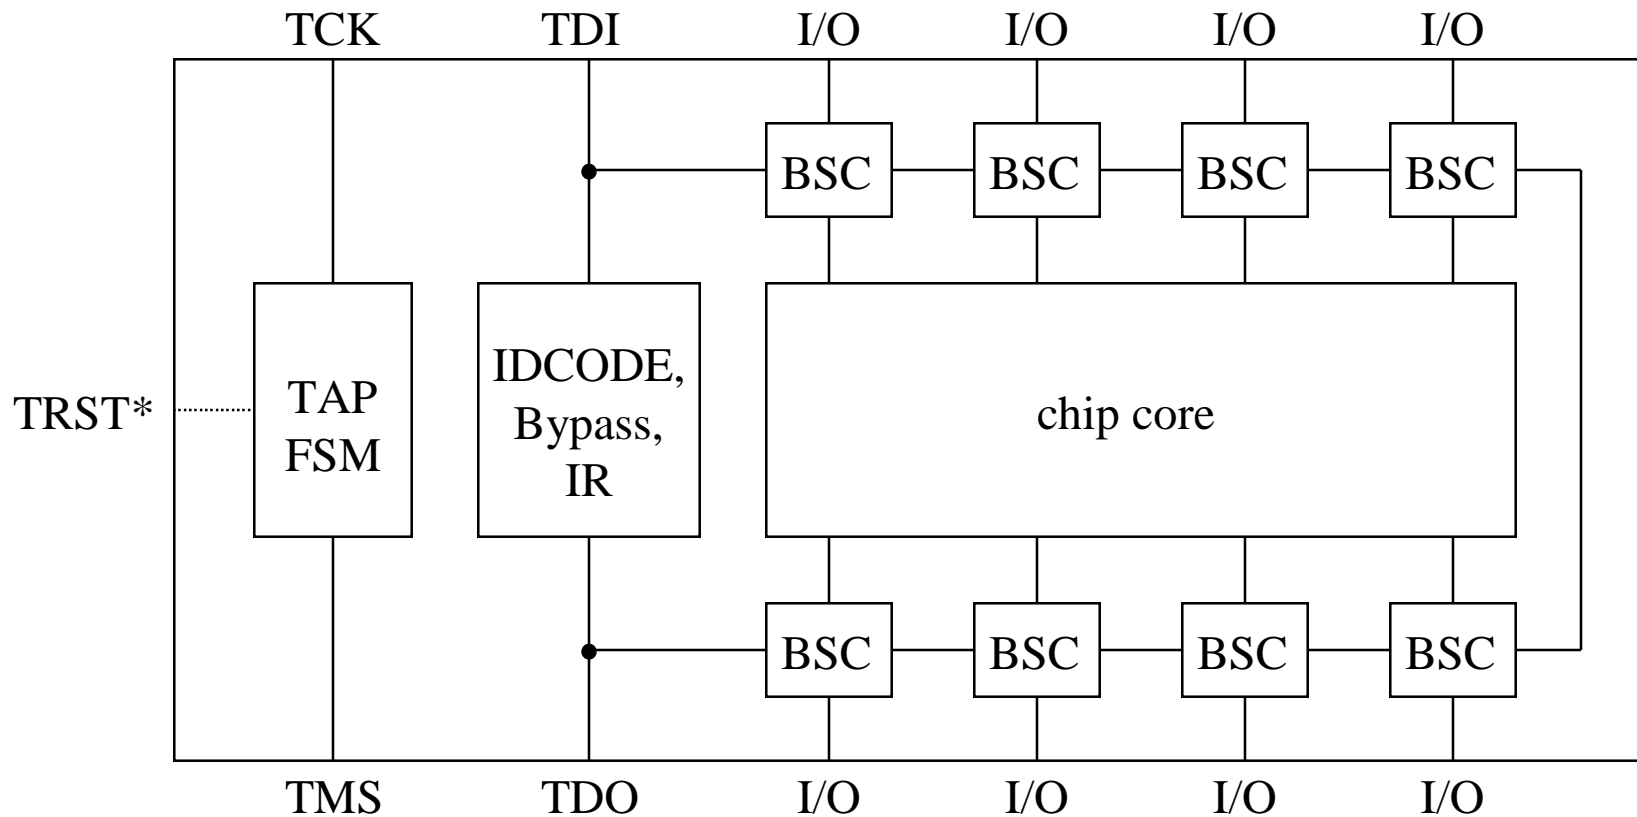 TCK TDI I/O I/O I/O I/O
BSC BSC BSC BSC
TRST*
TAP
FSM
IDCODE,
Bypass,
IR
chip core
BSC BSC BSC BSC
TMS TDO I/O I/O I/O I/O